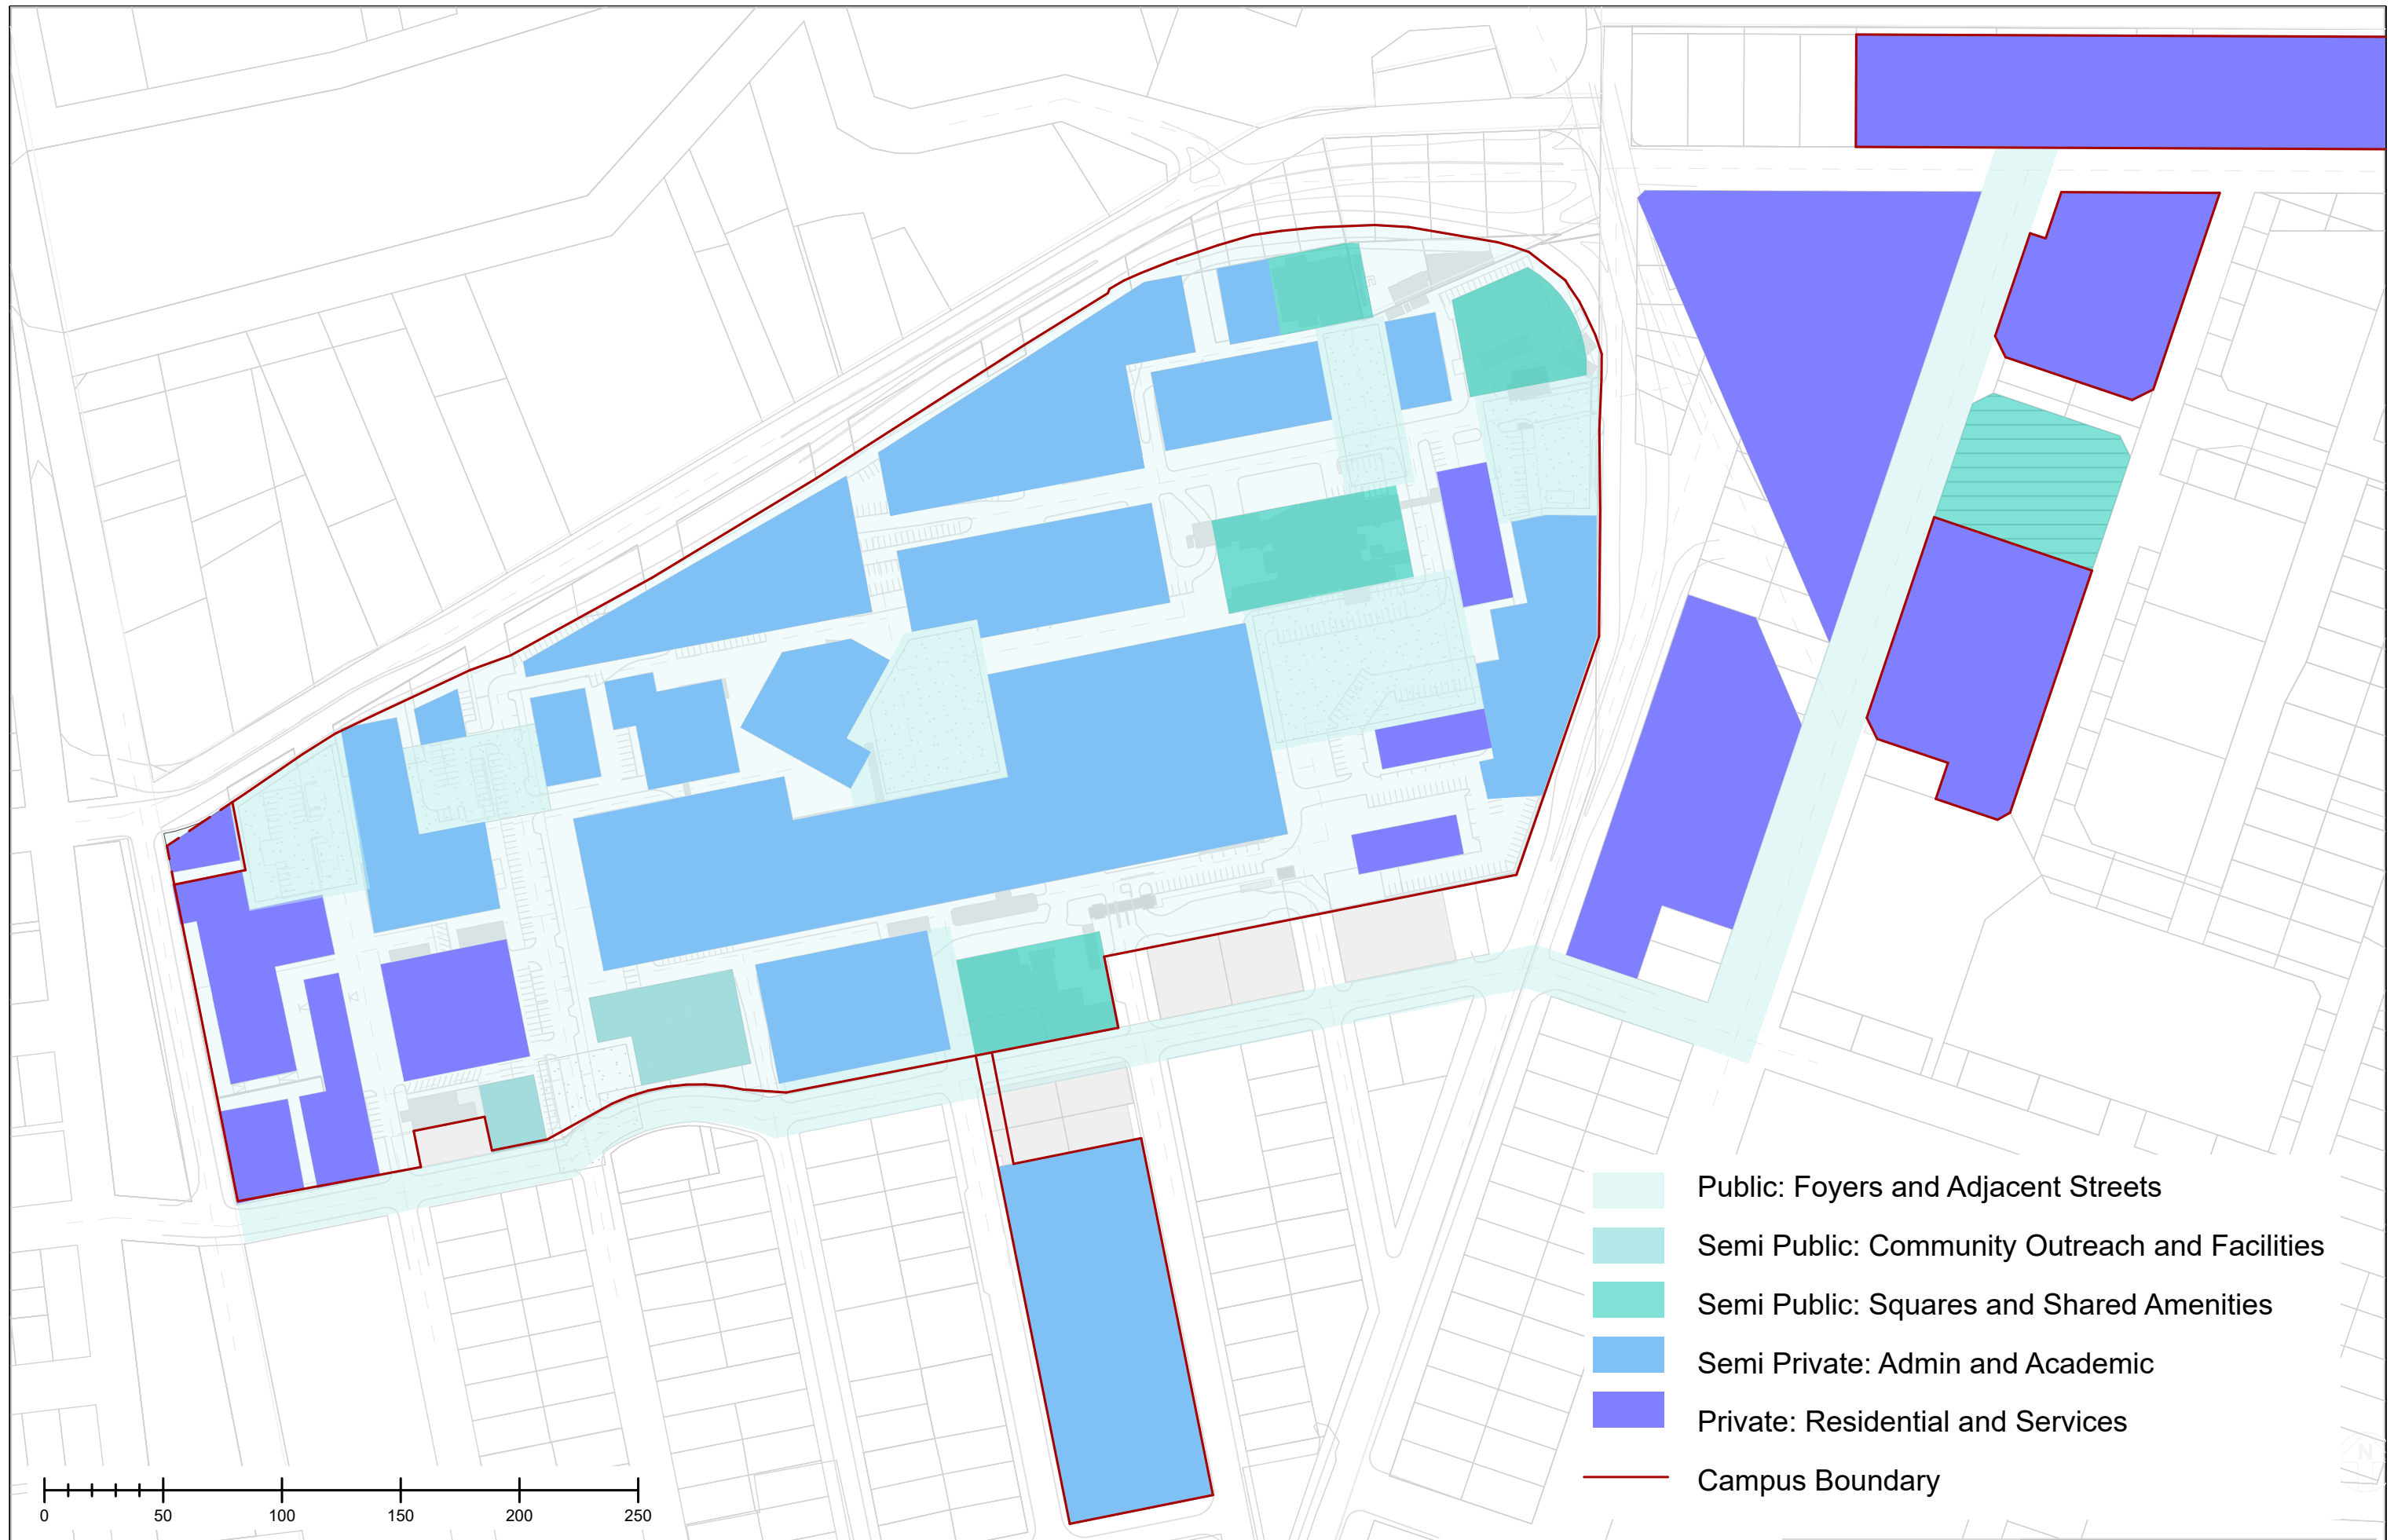 Public: Foyers and Adjacent Streets
Semi Public: Community Outreach and Facilities
Semi Public: Squares and Shared Amenities
Semi Private: Admin and Academic
Private: Residential and Services
Campus Boundary
N
0 50 100 150 200 250